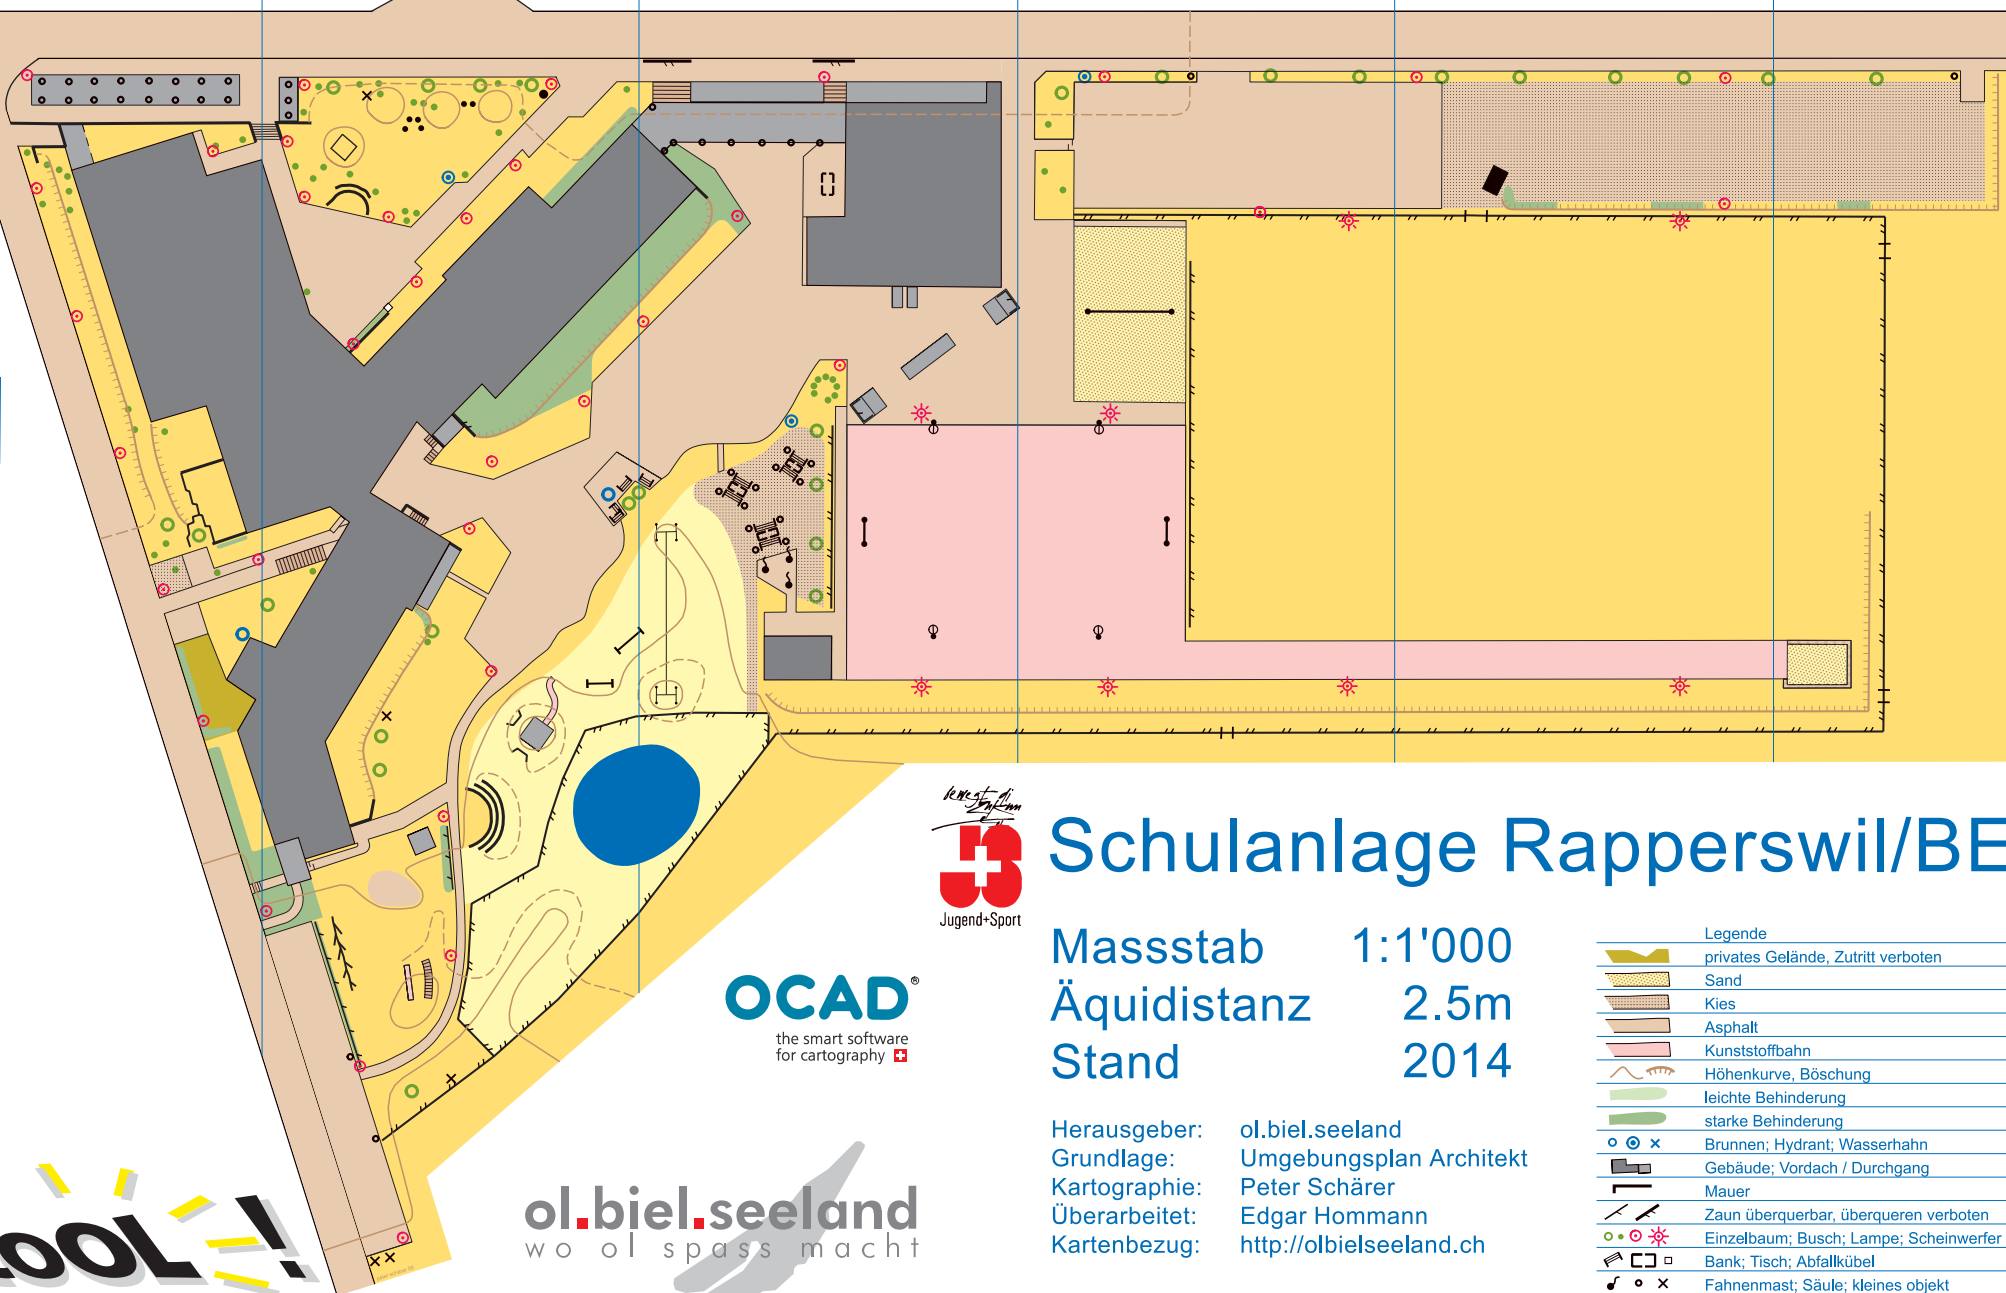 bewegt di
Jugend+Sport
Schulanlage Rapperswil/BE
Massstab 1:1'000
Äquidistanz 2.5m
Stand 2014
OCAD®
the smart software
for cartography
Herausgeber: ol.biel.seeland
Grundlage: Umgebungsplan Architekt
Kartographie: Peter Schärer
Überarbeitet: Edgar Hommann
Kartenbezug: http://olbielseeland.ch
Legende
privates Gelände, Zutritt verboten
Sand
Kies
Asphalt
Kunststoffbahn
Höhenkurve, Böschung
leichte Behinderung
starke Behinderung
Brunnen; Hydrant; Wasserhahn
Gebäude; Vordach / Durchgang
Mauer
Zaun überquerbar, überqueren verboten
Einzelbaum; Busch; Lampe; Scheinwerfer
Bank; Tisch; Abfallkübel
Fahnenmast; Säule; kleines objekt
ol.biel.seeland
wo ol spass macht
OOL!